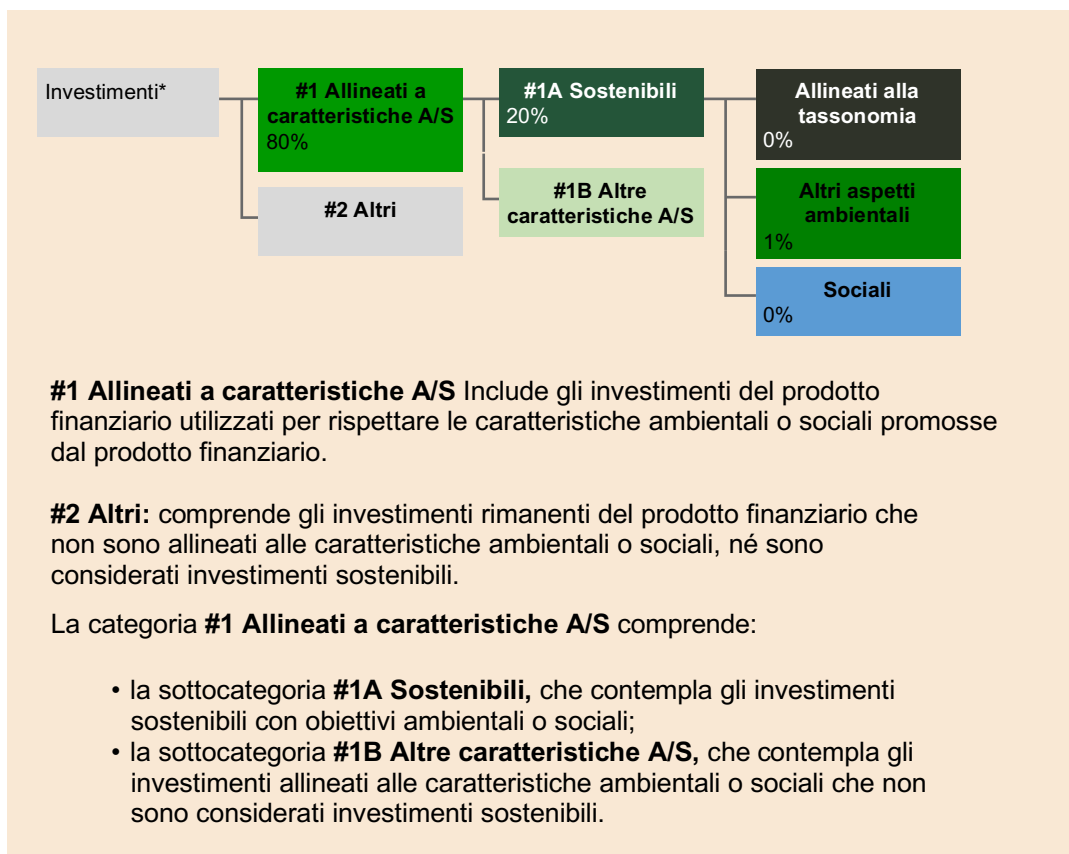 Investimenti*
#1 Allineati a
caratteristiche A/S
80%
#2 Altri
#1A Sostenibili
20%
#1B Altre
caratteristiche A/S
Allineati alla
tassonomia
0%
Altri aspetti
ambientali
1%
Sociali
0%
#1 Allineati a caratteristiche A/S Include gli investimenti del prodotto
finanziario utilizzati per rispettare le caratteristiche ambientali o sociali promosse
dal prodotto finanziario.
#2 Altri: comprende gli investimenti rimanenti del prodotto finanziario che
non sono allineati alle caratteristiche ambientali o sociali, né sono
considerati investimenti sostenibili.
La categoria #1 Allineati a caratteristiche A/S comprende:
• la sottocategoria #1A Sostenibili, che contempla gli investimenti
sostenibili con obiettivi ambientali o sociali;
• la sottocategoria #1B Altre caratteristiche A/S, che contempla gli
investimenti allineati alle caratteristiche ambientali o sociali che non
sono considerati investimenti sostenibili.